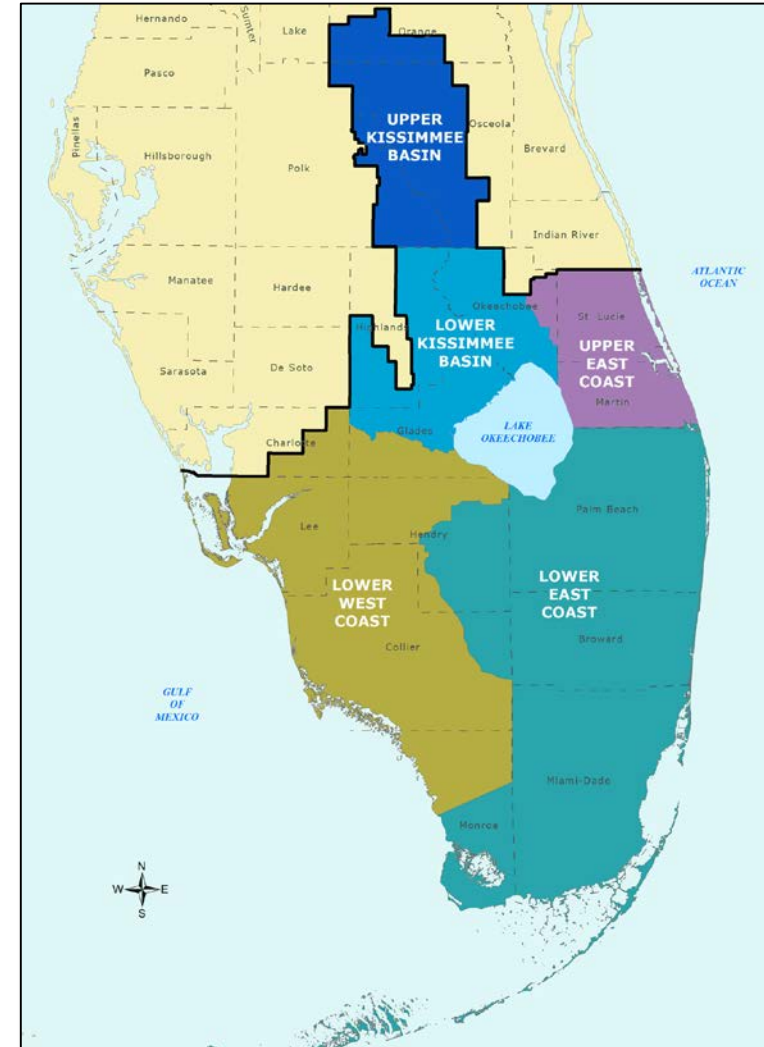 Hernando
Sumter
Lake
Orange
Pasco
Pinellas
Hillsborough
Polk
UPPER
KISSIMMEE
BASIN
Osceola
Brevard
Indian River
ATLANTIC
OCEAN
Manatee
Hardee
Highlands
Okeechobee
LOWER
KISSIMMEE
BASIN
St. Lucie
UPPER
EAST
COAST
Martin
Sarasota
De Soto
Charlotte
Glades
LAKE
OKEECHOBEE
Lee
Hendry
Palm Beach
LOWER
WEST
COAST
LOWER
EAST
COAST
Collier
Broward
GULF
OF
MEXICO
Miami-Dade
Monroe
N
W
E
S